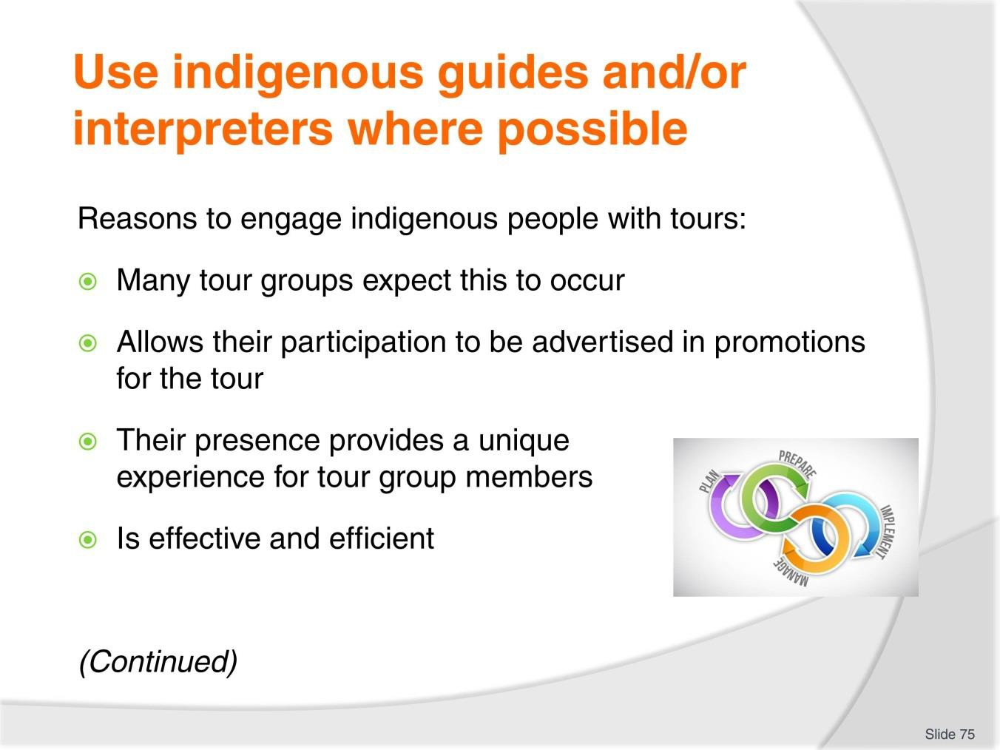 Use indigenous guides and/or
interpreters where possible
Reasons to engage indigenous people with tours:
Many tour groups expect this to occur
Allows their participation to be advertised in promotions
for the tour
Their presence provides a unique
experience for tour group members
Is effective and efficient
PLAN
PREPARE
IMPLEMENT
MANAGE
(Continued)
Slide 75